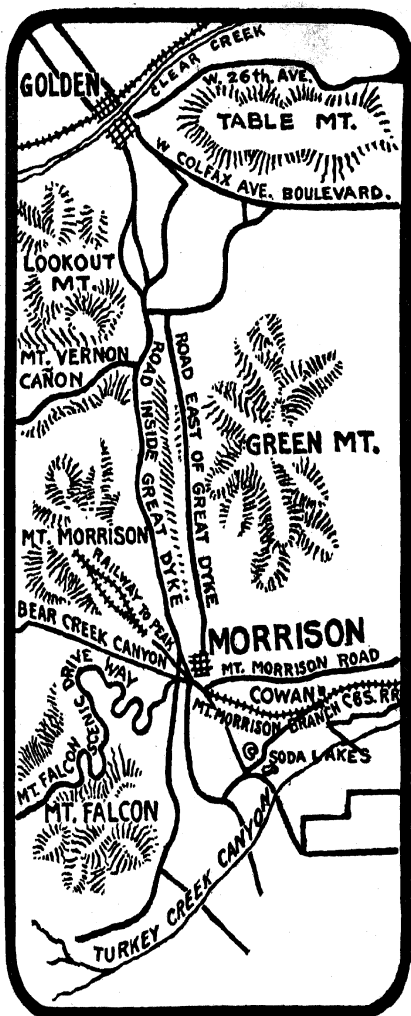 CLEAR CREEK
GOLDEN
W. 26th. AVE.
TABLE MT.
W COLFAX AVE. BOULEVARD.
LOOKOUT
MT.
MT. VERNON
CAÑON
ROAD INSIDE GREAT DYKE
ROAD EAST OF GREAT DYKE
GREEN MT.
MT. MORRISON
RAILWAY TO PEAK
BEAR CREEK CANYON
MORRISON
MT. MORRISON ROAD
COWAN
MT. MORRISON BRANCH C&S. RR
SODA LAKES
MT. FALCON SCENIC DRIVE WAY
MT. FALCON
TURKEY CREEK CANYON